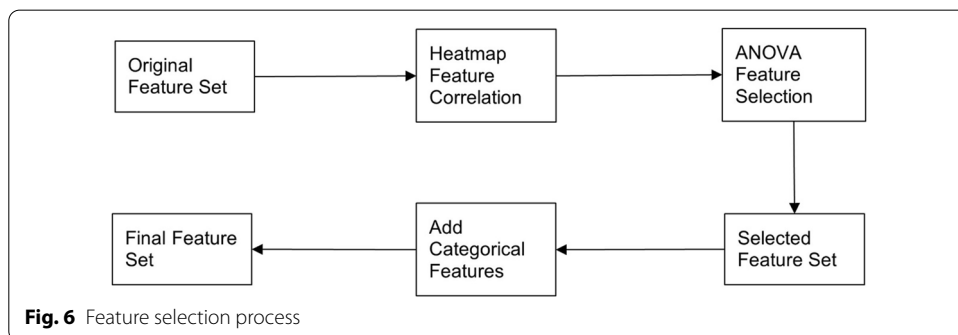 Original
Feature Set
Heatmap
Feature
Correlation
ANOVA
Feature
Selection
Final Feature
Set
Add
Categorical
Features
Selected
Feature Set
Fig. 6 Feature selection process